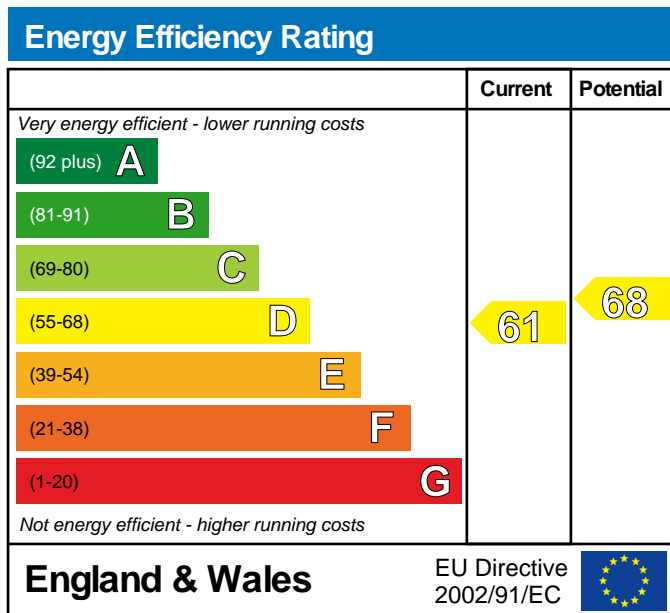 Energy Efficiency Rating
Current Potential
Very energy efficient - lower running costs
(92 plus) A
(81-91) B
(69-80) C
(55-68) D
61
68
(39-54) E
(21-38) F
(1-20) G
Not energy efficient - higher running costs
England & Wales
EU Directive
2002/91/EC